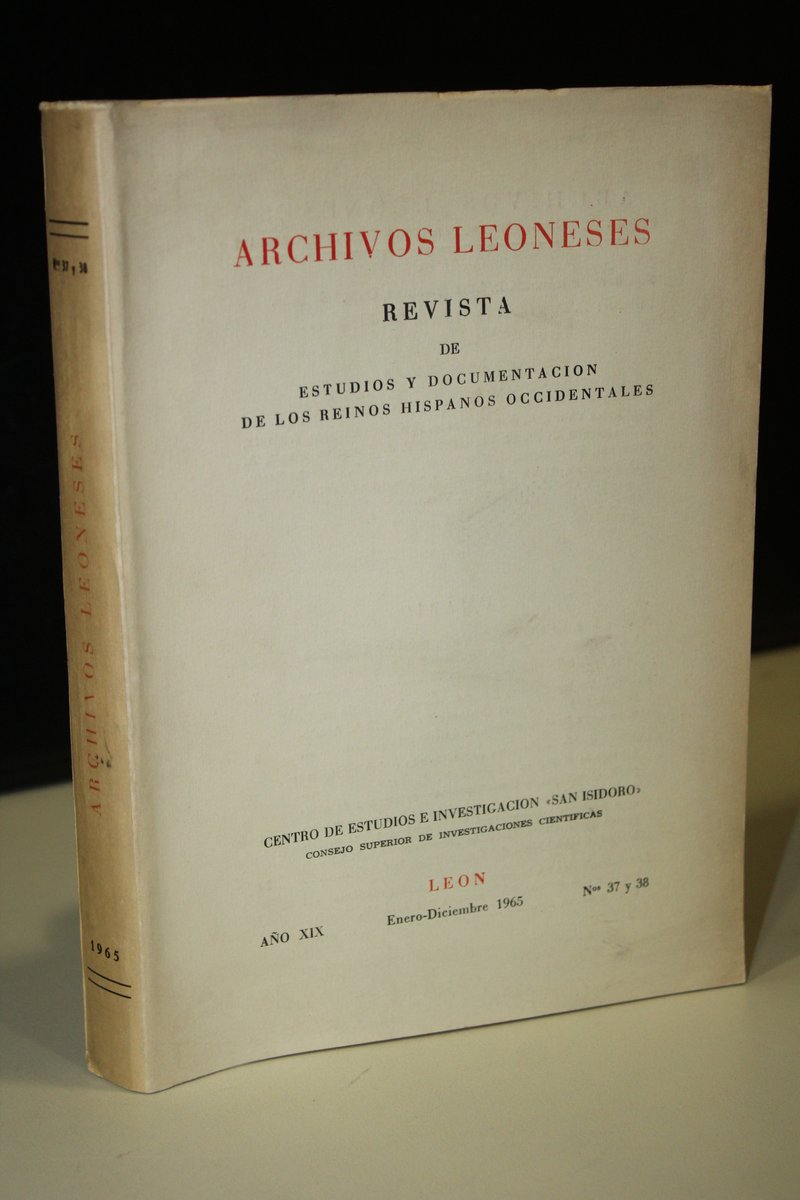 Nos 37 y 38
ARCHIVOS LEONESES
1965
ARCHIVOS LEONESES
REVISTA
DE
ESTUDIOS Y DOCUMENTACION
DE LOS REINOS HISPANOS OCCIDENTALES
CENTRO DE ESTUDIOS E INVESTIGACION «SAN ISIDORO»
CONSEJO SUPERIOR DE INVESTIGACIONES CIENTIFICAS
LEON
AÑO XIX Enero-Diciembre 1965 Nos 37 y 38